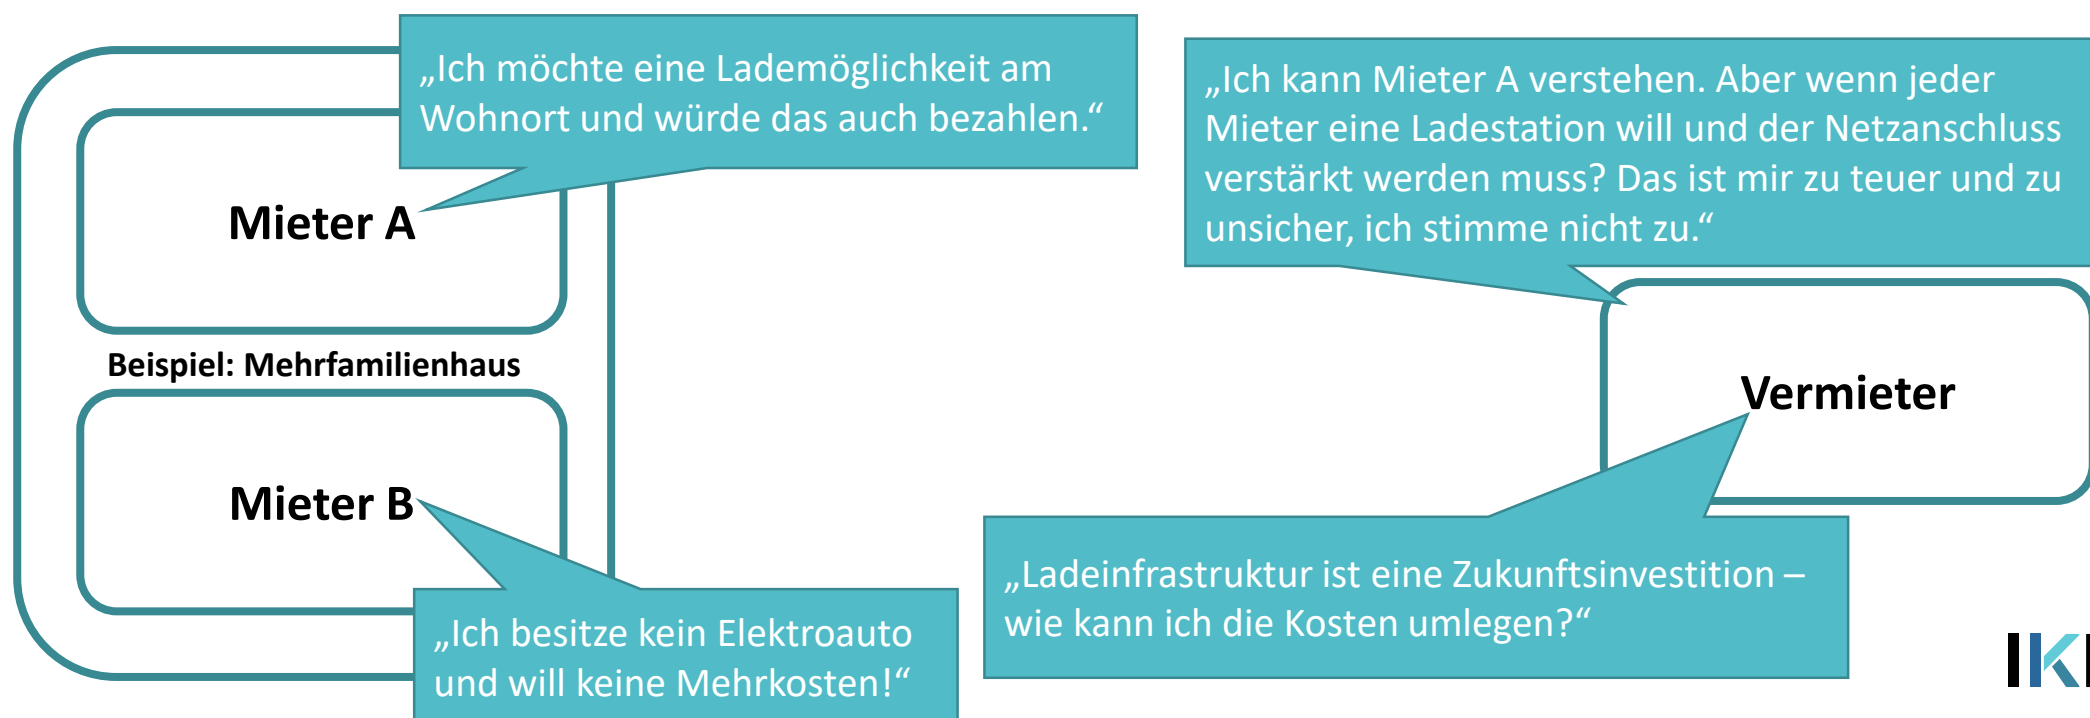 „Ich möchte eine Lademöglichkeit am
Wohnort und würde das auch bezahlen.“
Mieter A
Beispiel: Mehrfamilienhaus
Mieter B
„Ich besitze kein Elektroauto
und will keine Mehrkosten!“
„Ich kann Mieter A verstehen. Aber wenn jeder
Mieter eine Ladestation will und der Netzanschluss
verstärkt werden muss? Das ist mir zu teuer und zu
unsicher, ich stimme nicht zu.“
Vermieter
„Ladeinfrastruktur ist eine Zukunftsinvestition –
wie kann ich die Kosten umlegen?“